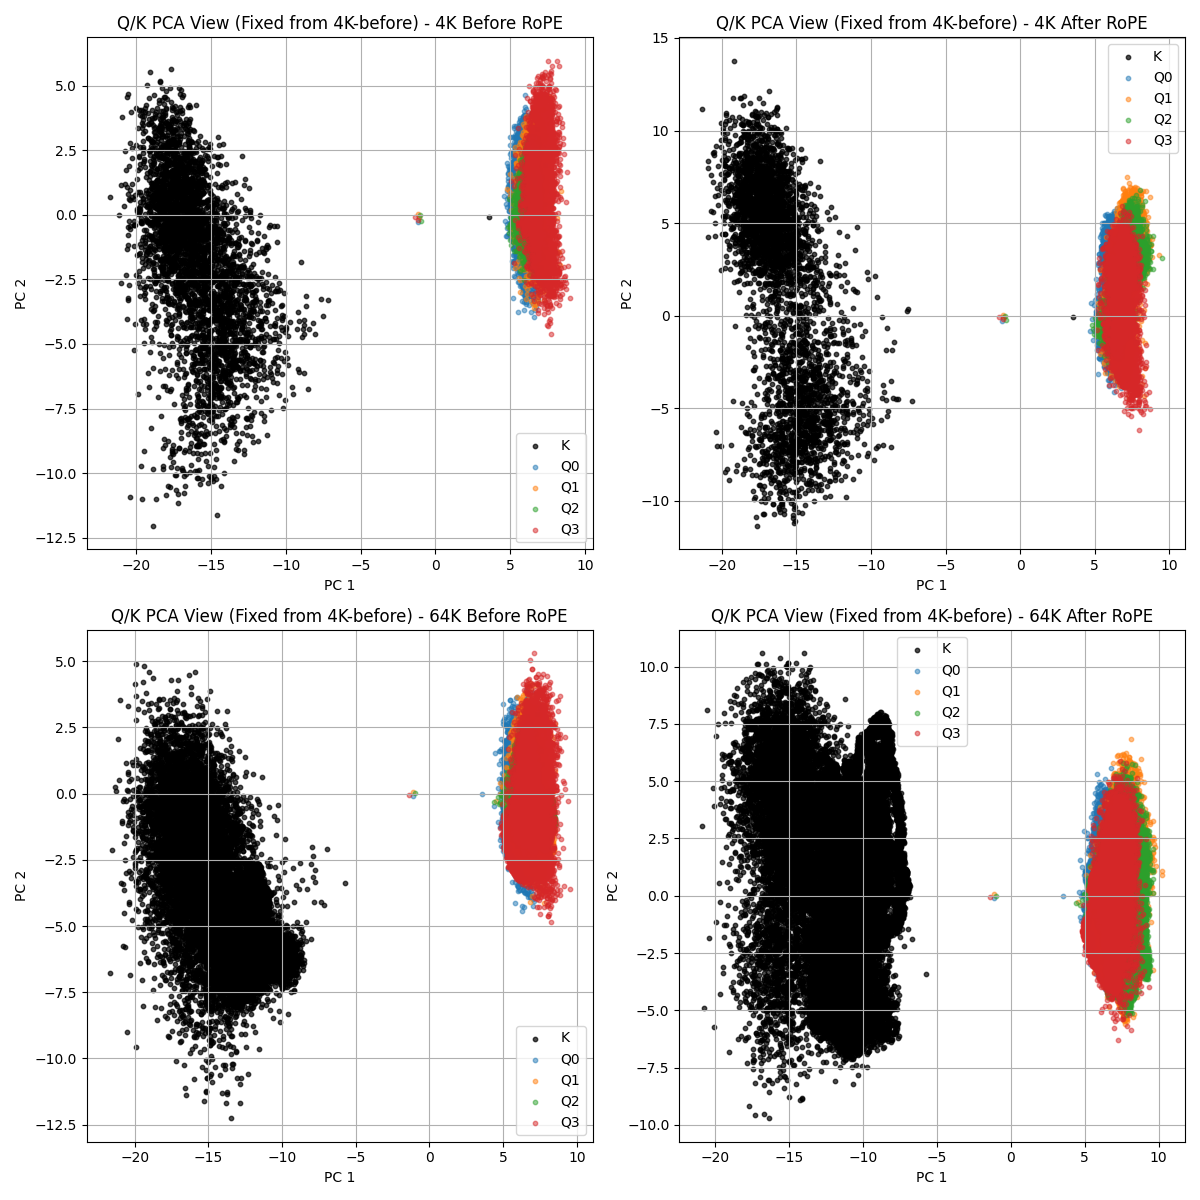 Q/K PCA View (Fixed from 4K-before) - 4K Before RoPE
5.0
2.5
0.0
−2.5
−5.0
−7.5
−10.0
−12.5
PC 2
−20
−15
−10
−5
0
5
10
PC 1
K
Q0
Q1
Q2
Q3
Q/K PCA View (Fixed from 4K-before) - 4K After RoPE
15
10
5
0
−5
−10
PC 2
−20
−15
−10
−5
0
5
10
PC 1
K
Q0
Q1
Q2
Q3
Q/K PCA View (Fixed from 4K-before) - 64K Before RoPE
5.0
2.5
0.0
−2.5
−5.0
−7.5
−10.0
−12.5
PC 2
−20
−15
−10
−5
0
5
10
PC 1
K
Q0
Q1
Q2
Q3
Q/K PCA View (Fixed from 4K-before) - 64K After RoPE
10.0
7.5
5.0
2.5
0.0
−2.5
−5.0
−7.5
−10.0
PC 2
−20
−15
−10
−5
0
5
10
PC 1
K
Q0
Q1
Q2
Q3